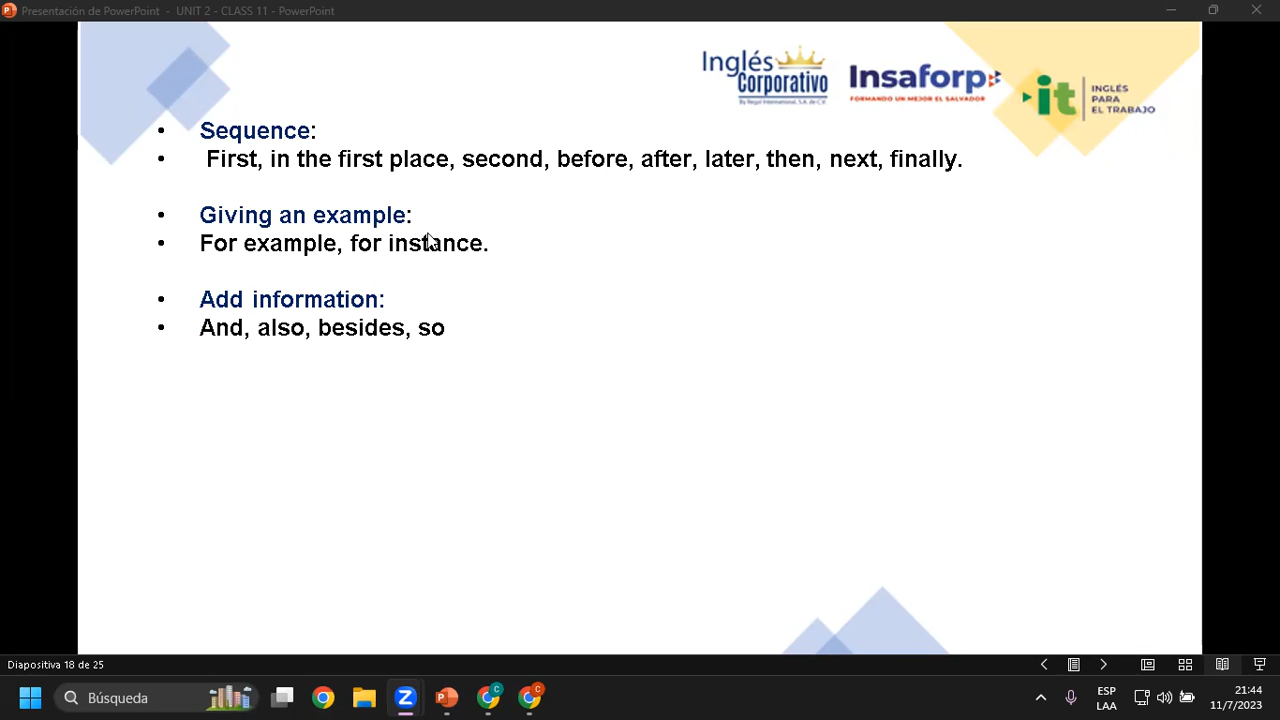 Presentación de PowerPoint - UNIT 2 - CLASS 11 - PowerPoint
Inglés
Corporativo
By Regal International, S.A. de C.V.
Insaforp
FORMANDO UN MEJOR EL SALVADOR
it
INGLÉS
PARA
EL TRABAJO
• Sequence:
• First, in the first place, second, before, after, later, then, next, finally.
• Giving an example:
• For example, for instance.
• Add information:
• And, also, besides, so
Diapositiva 18 de 25
Búsqueda
ESP
LAA
21:44
11/7/2023